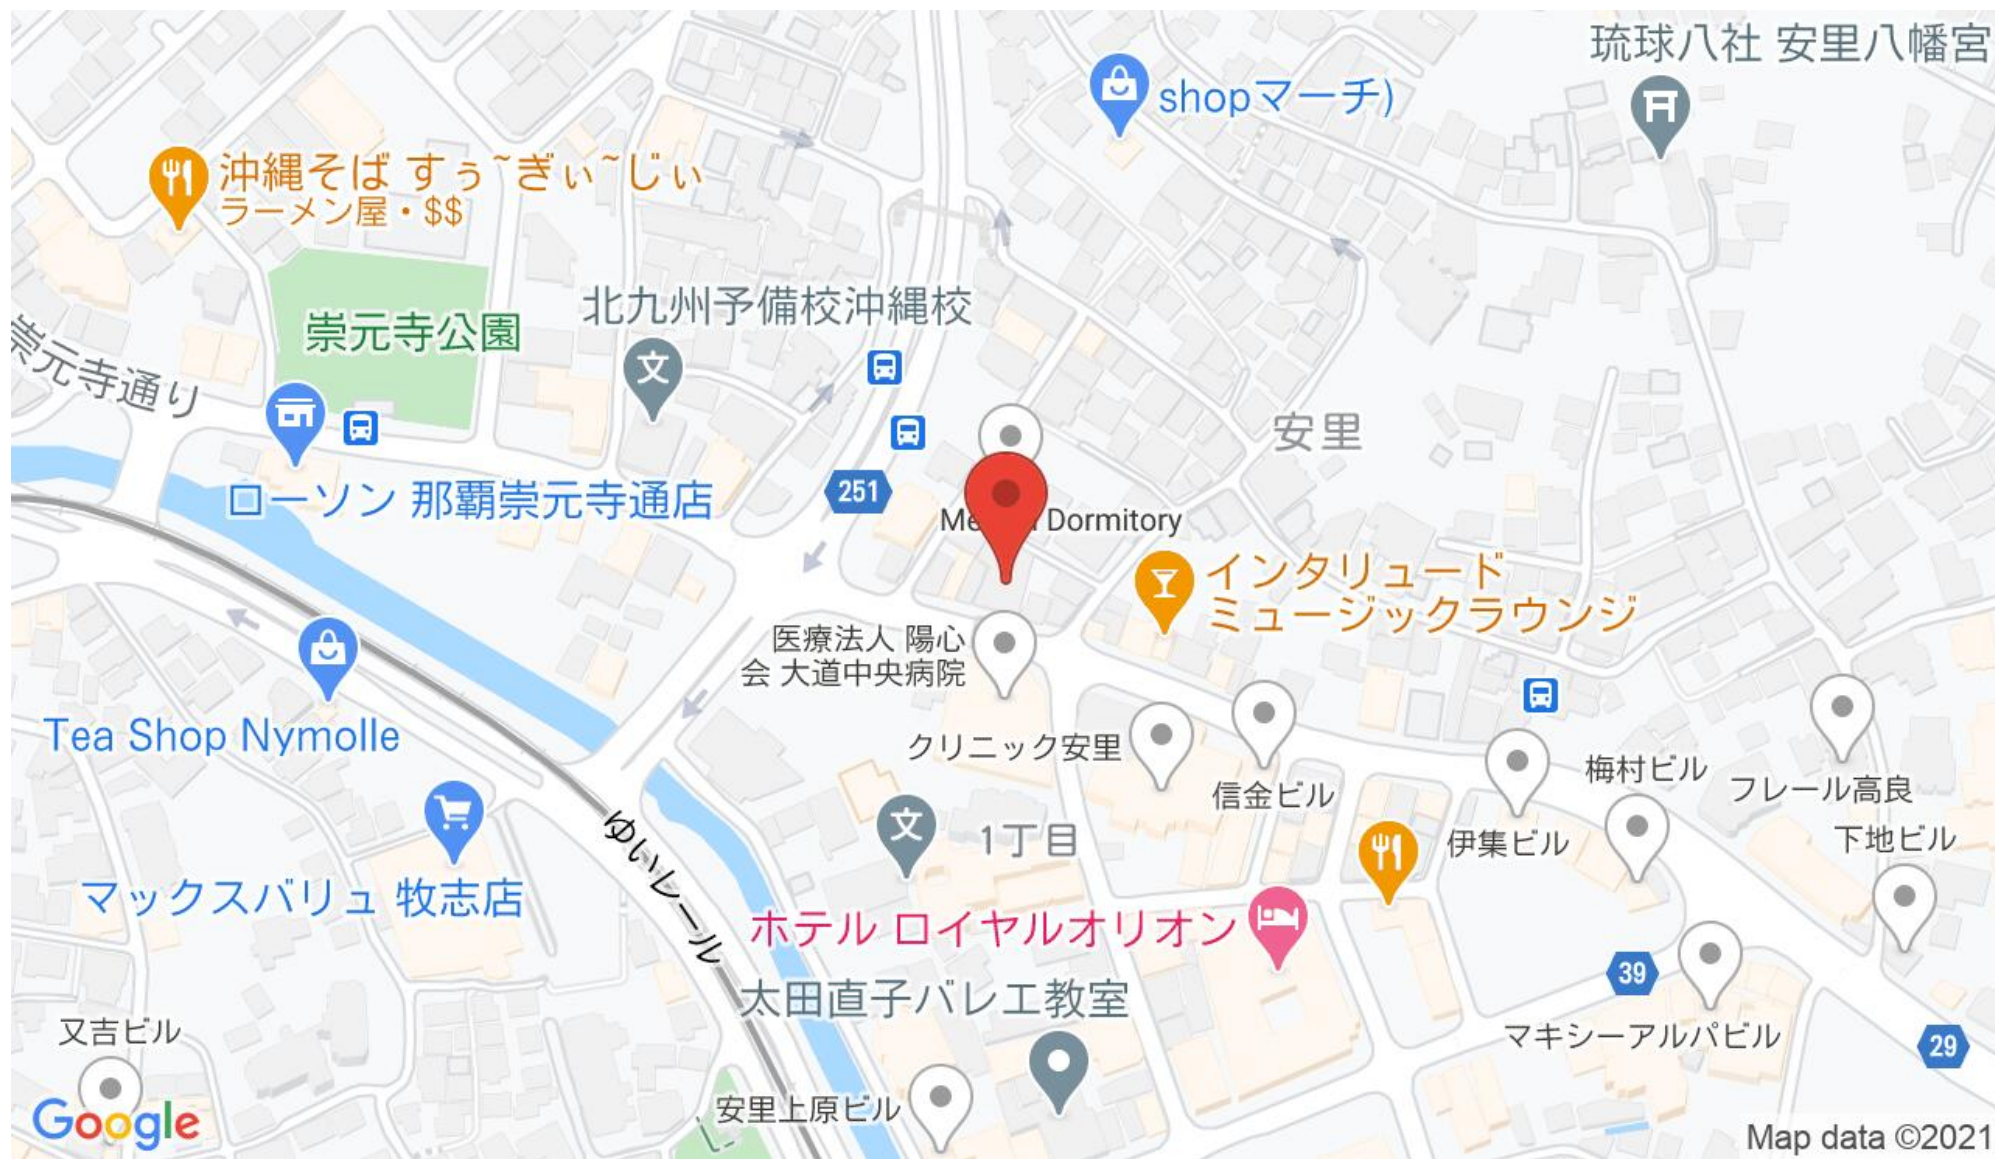 琉球八社 安里八幡宮
shopマーチ)
沖縄そば すぅ~ぎぃ~じぃ
ラーメン屋・$$
北九州予備校沖縄校
崇元寺公園
崇元寺通り
安里
ローソン 那覇崇元寺通店
251
Dormitory
インタリュード
ミュージックラウンジ
医療法人 陽心
会 大道中央病院
Tea Shop Nymolle
クリニック安里
信金ビル
梅村ビル
フレール高良
伊集ビル
下地ビル
1丁目
ゆいレール
マックスバリュ 牧志店
ホテル ロイヤルオリオン
39
太田直子バレエ教室
又吉ビル
マキシーアルパビル
29
安里上原ビル
Google
Map data ©2021